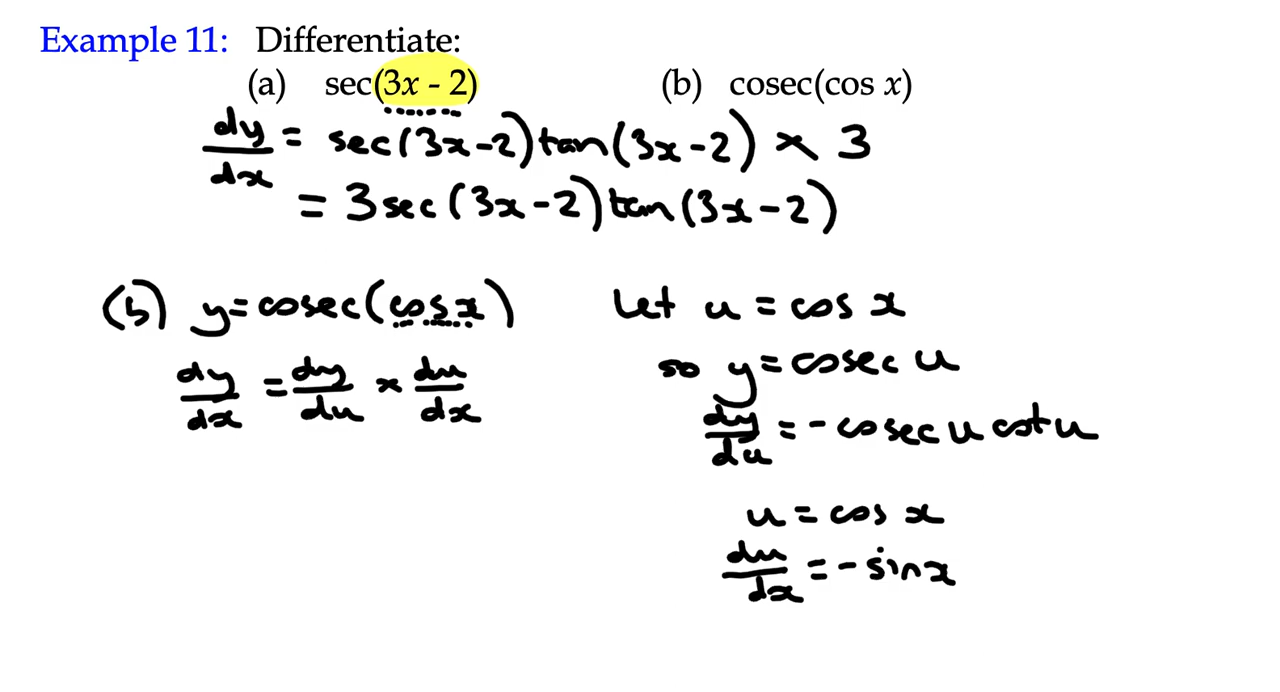 Example 11: Differentiate:
(a) sec(3x - 2) (b) cosec(cos x)
dy/dx = sec(3x-2)tan(3x-2) × 3
= 3sec(3x-2)tan(3x-2)
(b) y=cosec(cosx) Let u = cos x
so y=cosec u
dy/dx = dy/du × du/dx
dy/du = -cosec u cot u
u = cos x
du/dx = -sinx